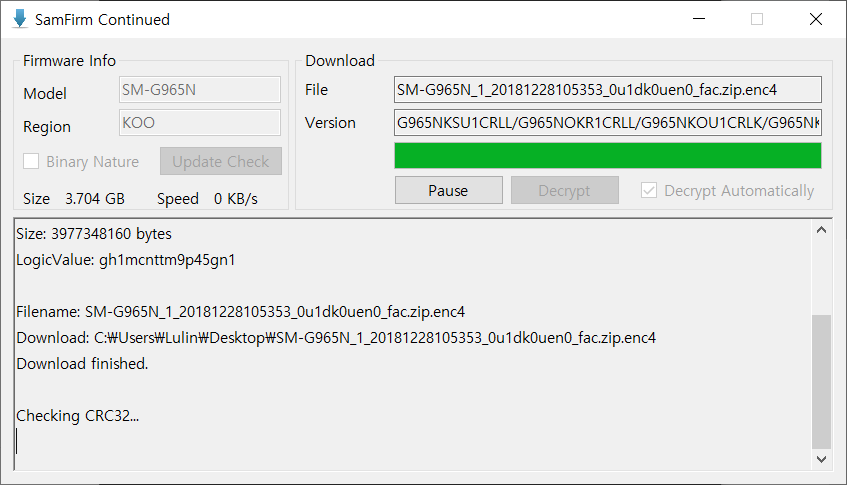 SamFirm Continued
Firmware Info
Model SM-G965N
Region KOO
Binary Nature Update Check
Size 3.704 GB Speed 0 KB/s
Download
File SM-G965N_1_20181228105353_0u1dk0uen0_fac.zip.enc4
Version G965NKSU1CRLL/G965NOKR1CRLL/G965NKOU1CRLK/G965NK
Pause Decrypt Decrypt Automatically
Size: 3977348160 bytes
LogicValue: gh1mcnttm9p45gn1
Filename: SM-G965N_1_20181228105353_0u1dk0uen0_fac.zip.enc4
Download: C:₩Users₩Lulin₩Desktop₩SM-G965N_1_20181228105353_0u1dk0uen0_fac.zip.enc4
Download finished.
Checking CRC32...